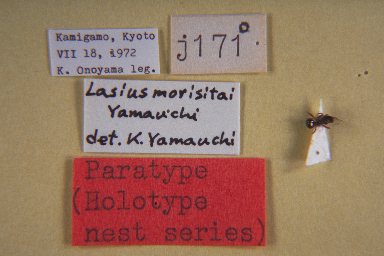 Kamigamo, Kyoto
VII 18, 1972
K. Onoyama leg.
j171°.
Lasius morisitai
Yamauchi
det. K. Yamauchi
Paratype
(Holotype
nest series)